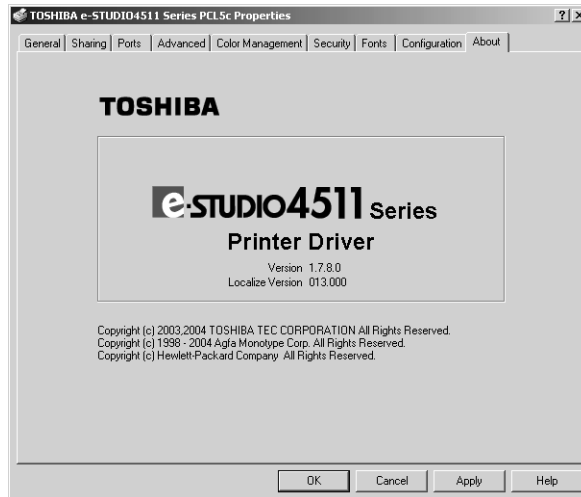 TOSHIBA e-STUDIO4511 Series PCL5c Properties
General Sharing Ports Advanced Color Management Security Fonts Configuration About
TOSHIBA
e-STUDIO4511 Series
Printer Driver
Version 1.7.8.0
Localize Version 013.000
Copyright (c) 2003,2004 TOSHIBA TEC CORPORATION All Rights Reserved.
Copyright (c) 1998 - 2004 Agfa Monotype Corp. All Rights Reserved.
Copyright (c) Hewlett-Packard Company All Rights Reserved.
OK Cancel Apply Help